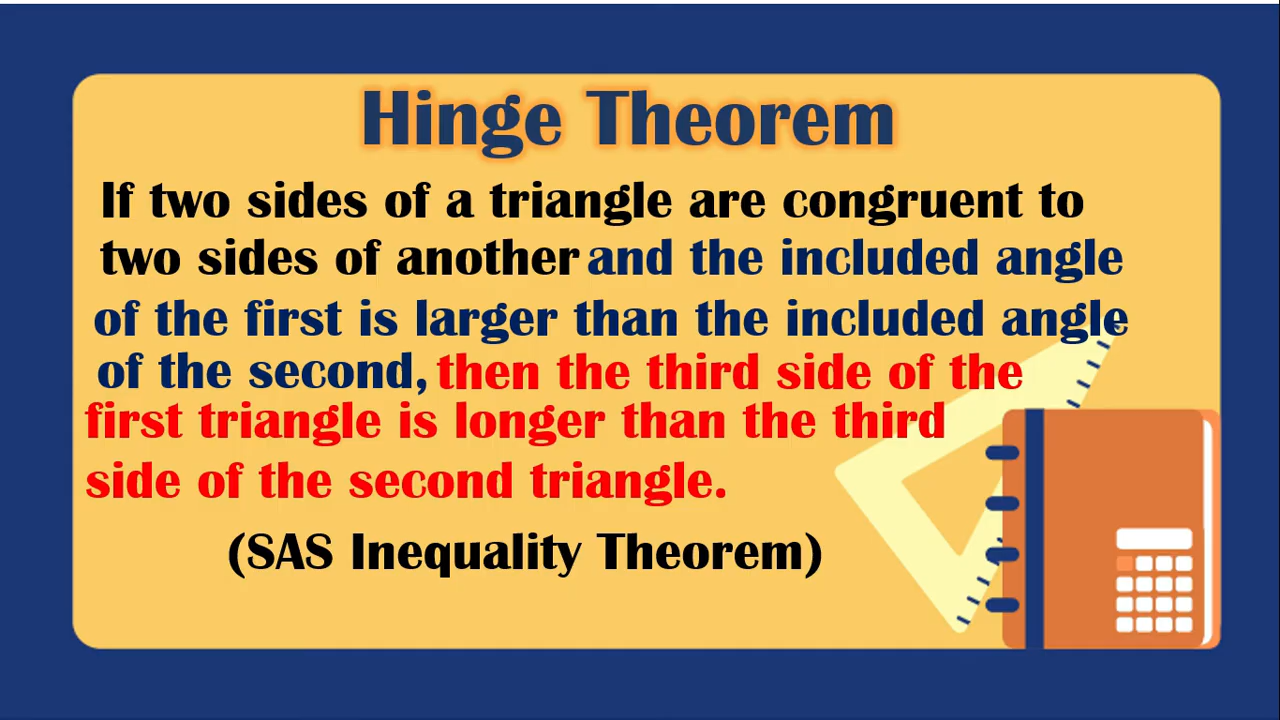 Hinge Theorem
If two sides of a triangle are congruent to
two sides of another and the included angle
of the first is larger than the included angle
of the second, then the third side of the
first triangle is longer than the third
side of the second triangle.
(SAS Inequality Theorem)